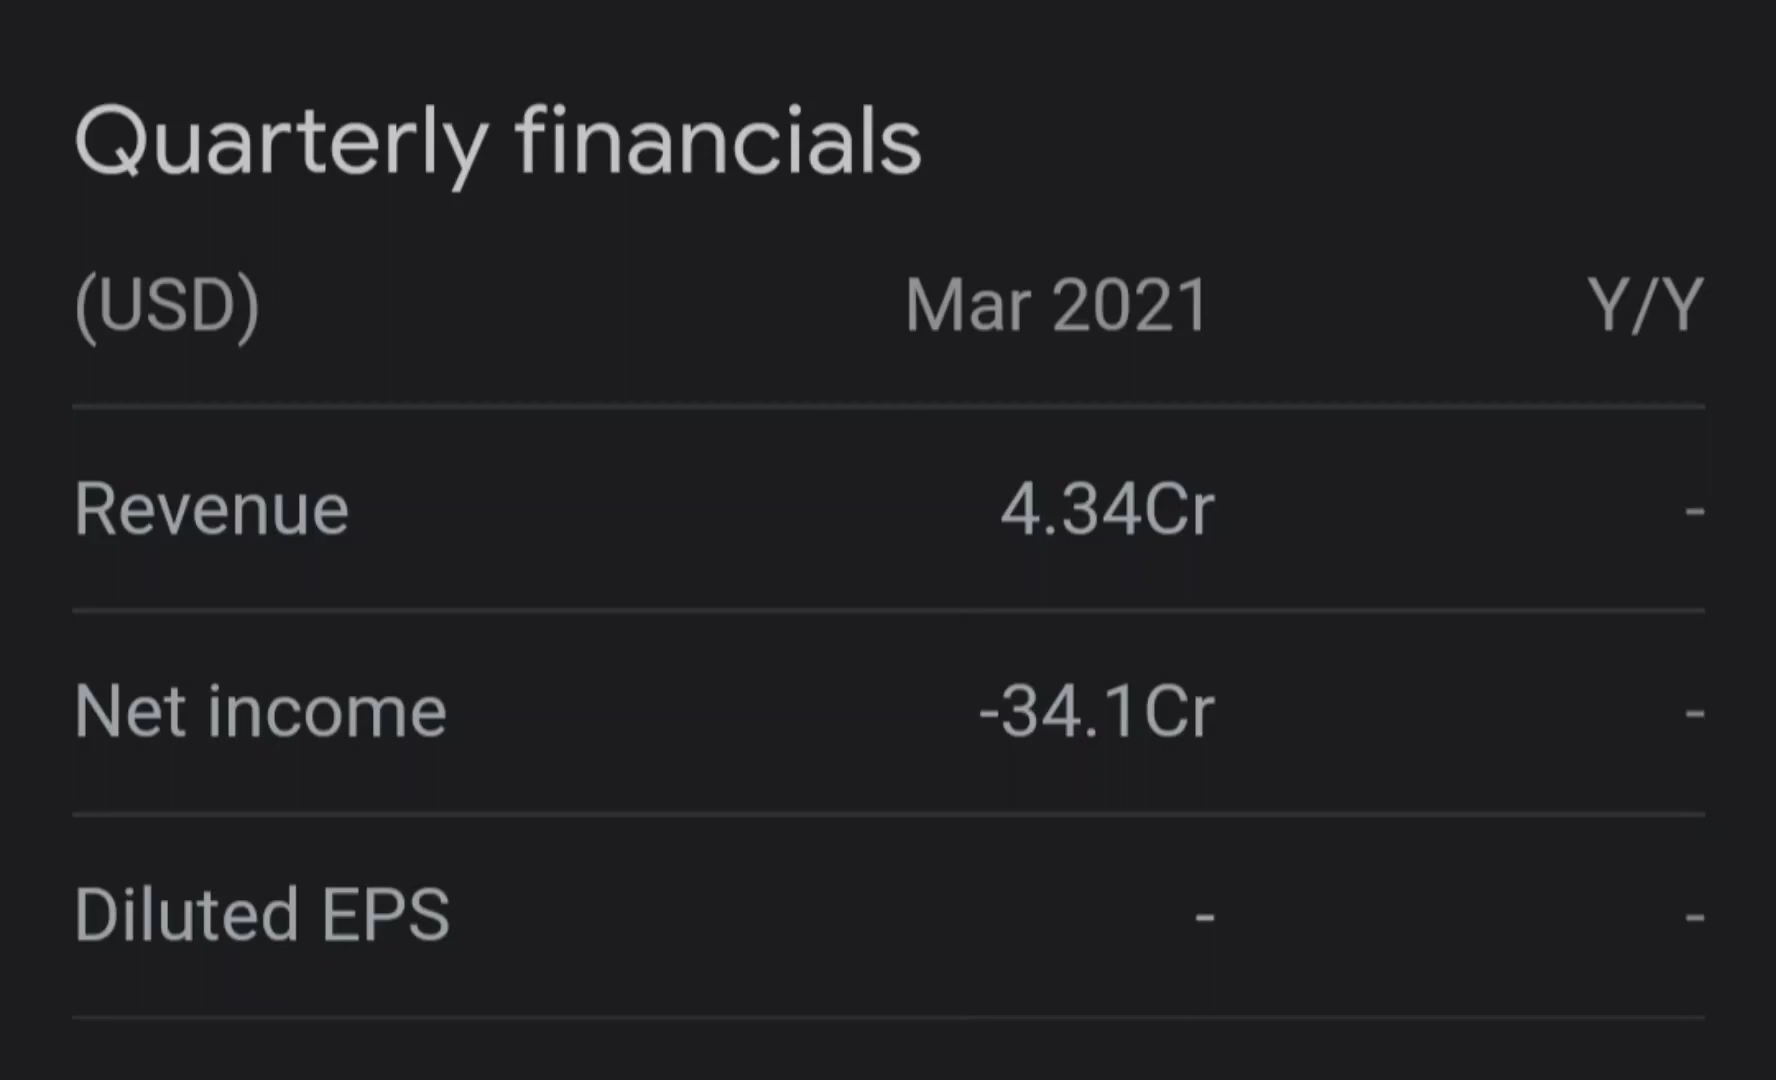 Quarterly financials
(USD) Mar 2021 Y/Y
Revenue 4.34Cr -
Net income -34.1Cr -
Diluted EPS - -